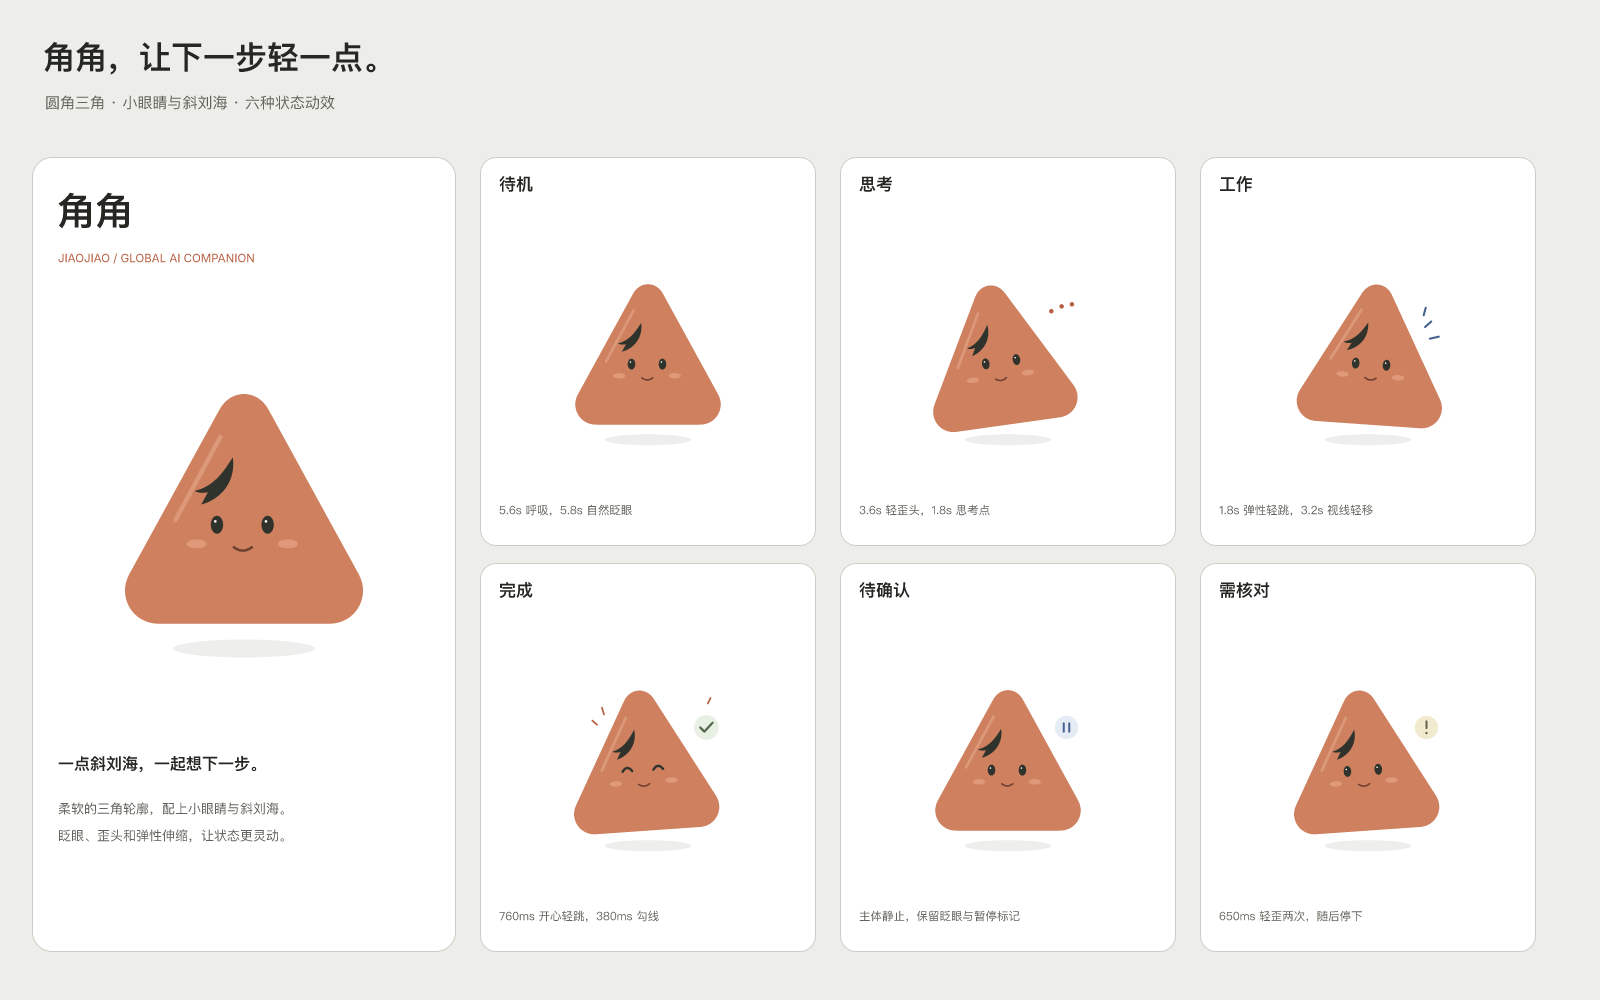 角角，让下一步轻一点。
圆角三角 · 小眼睛与斜刘海 · 六种状态动效
角角
JIAOJIAO / GLOBAL AI COMPANION
一点斜刘海，一起想下一步。
柔软的三角轮廓，配上小眼睛与斜刘海。
眨眼、歪头和弹性伸缩，让状态更灵动。
待机
5.6s 呼吸，5.8s 自然眨眼
思考
3.6s 轻歪头，1.8s 思考点
工作
1.8s 弹性轻跳，3.2s 视线轻移
完成
760ms 开心轻跳，380ms 勾线
待确认
主体静止，保留眨眼与暂停标记
需核对
!
650ms 轻歪两次，随后停下